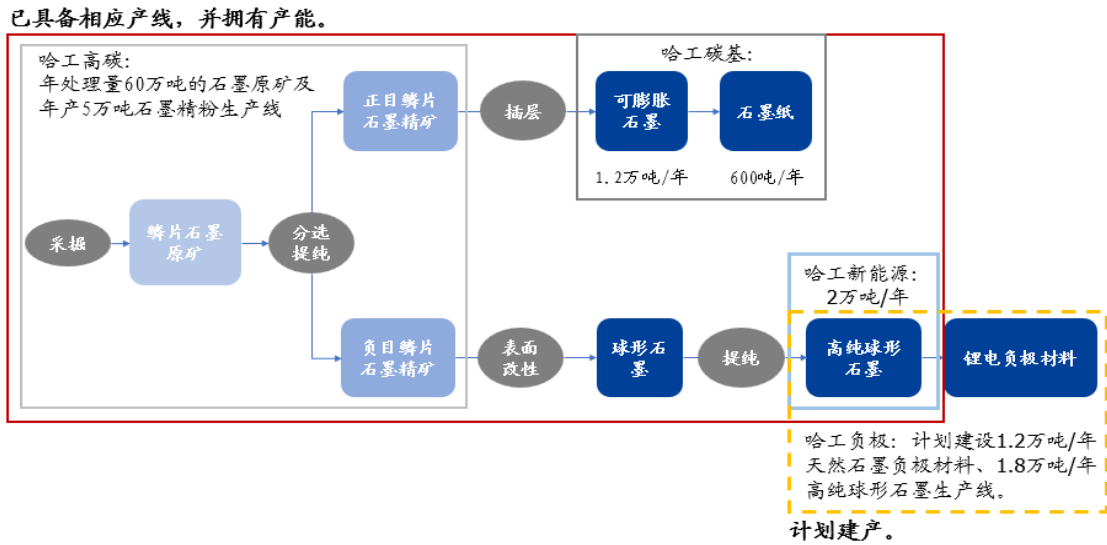 已具备相应产线，并拥有产能。
哈工高碳：
年处理量60万吨的石墨原矿及
年产5万吨石墨精粉生产线
正目鳞片
石墨精矿
插层
哈工碳基：
可膨胀
石墨
石墨纸
1.2万吨/年
600吨/年
采掘
鳞片石墨
原矿
分选
提纯
哈工新能源：
2万吨/年
负目鳞片
石墨精矿
表面
改性
球形石
墨
提纯
高纯球形
石墨
锂电负极材料
哈工负极：计划建设1.2万吨/年
天然石墨负极材料、1.8万吨/年
高纯球形石墨生产线。
计划建产。